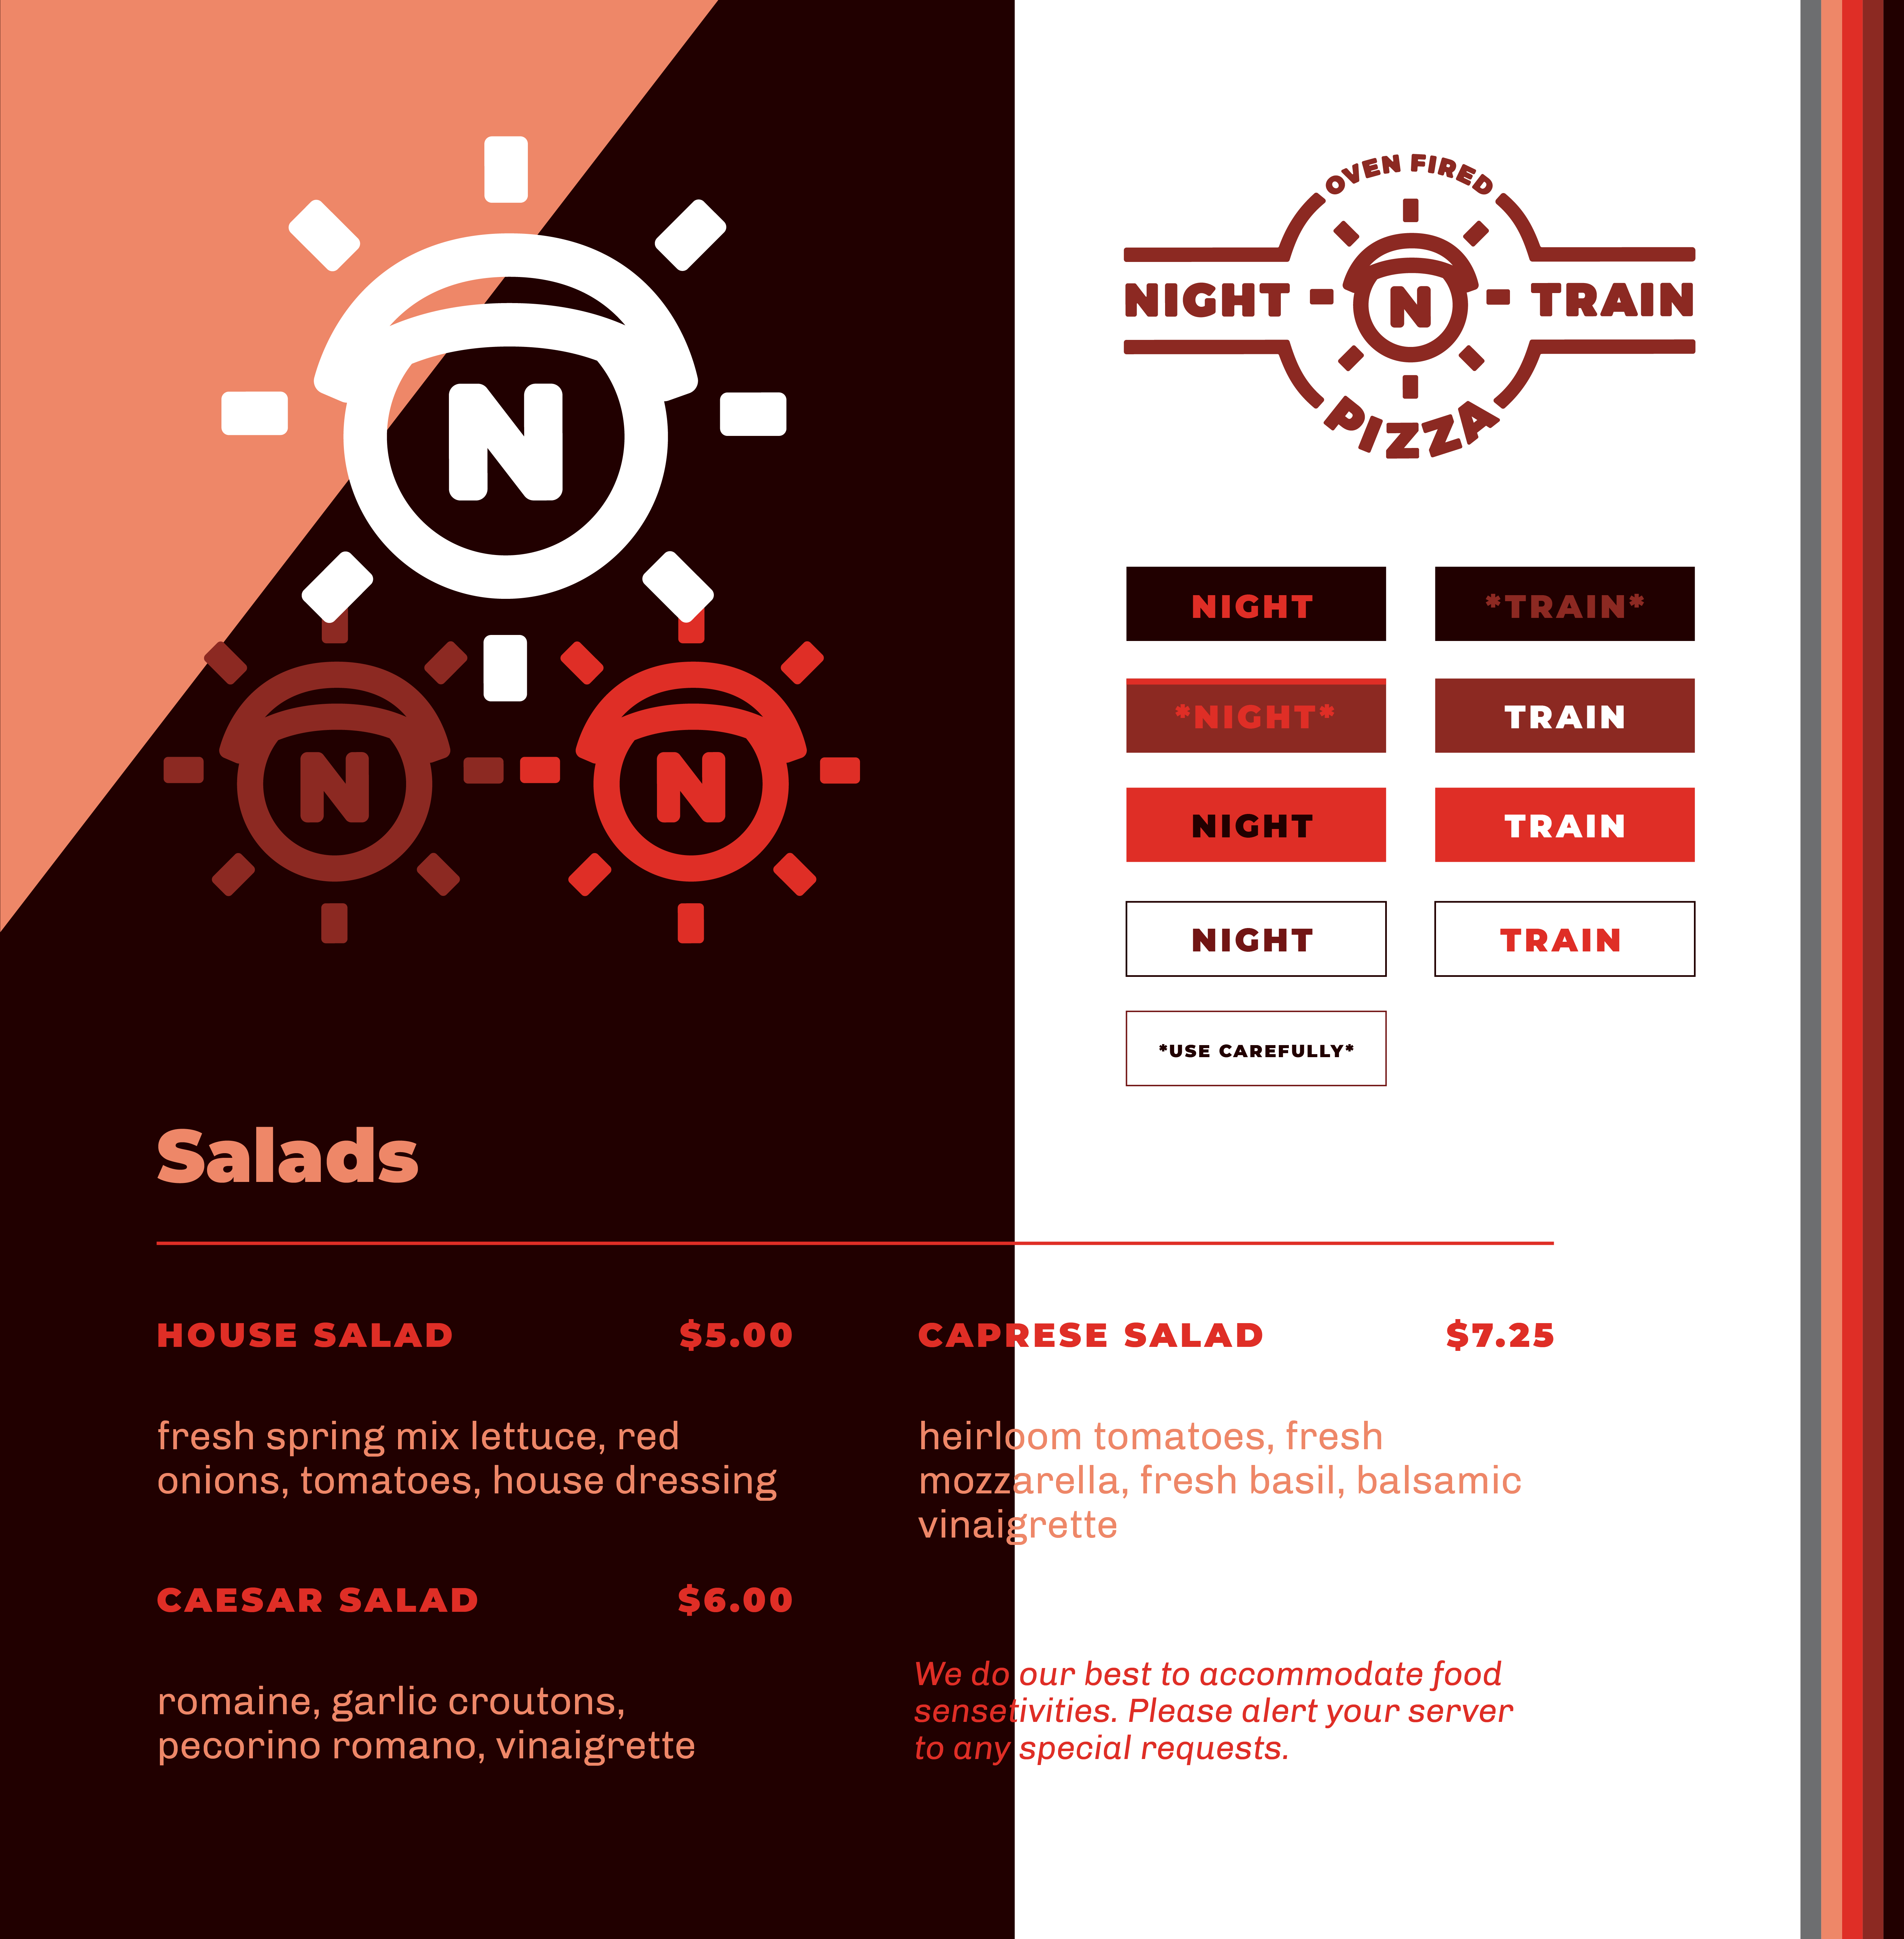 N
N
N
OVEN FIRED
NIGHT N TRAIN
PIZZA
NIGHT
*TRAIN*
*NIGHT*
TRAIN
NIGHT
TRAIN
NIGHT
TRAIN
*USE CAREFULLY*
Salads
HOUSE SALAD $5.00
fresh spring mix lettuce, red
onions, tomatoes, house dressing
CAESAR SALAD $6.00
romaine, garlic croutons,
pecorino romano, vinaigrette
CAPRESE SALAD $7.25
heirloom tomatoes, fresh
mozzarella, fresh basil, balsamic
vinaigrette
We do our best to accommodate food
sensetivities. Please alert your server
to any special requests.